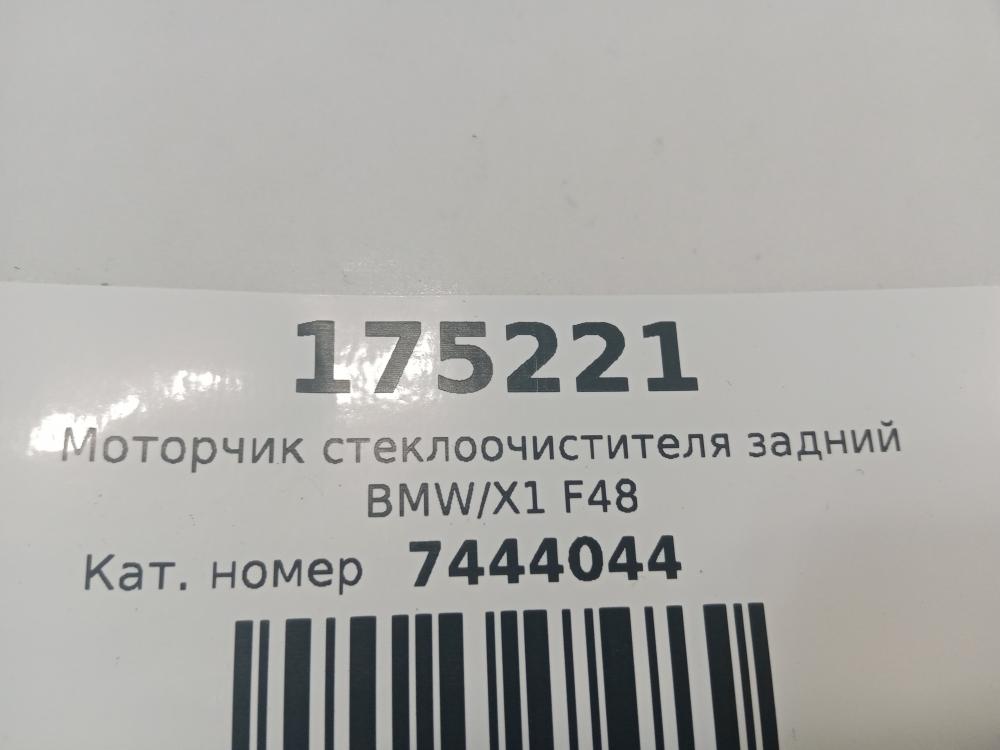 175221
Моторчик стеклоочистителя задний
BMW/X1 F48
Кат. номер 7444044